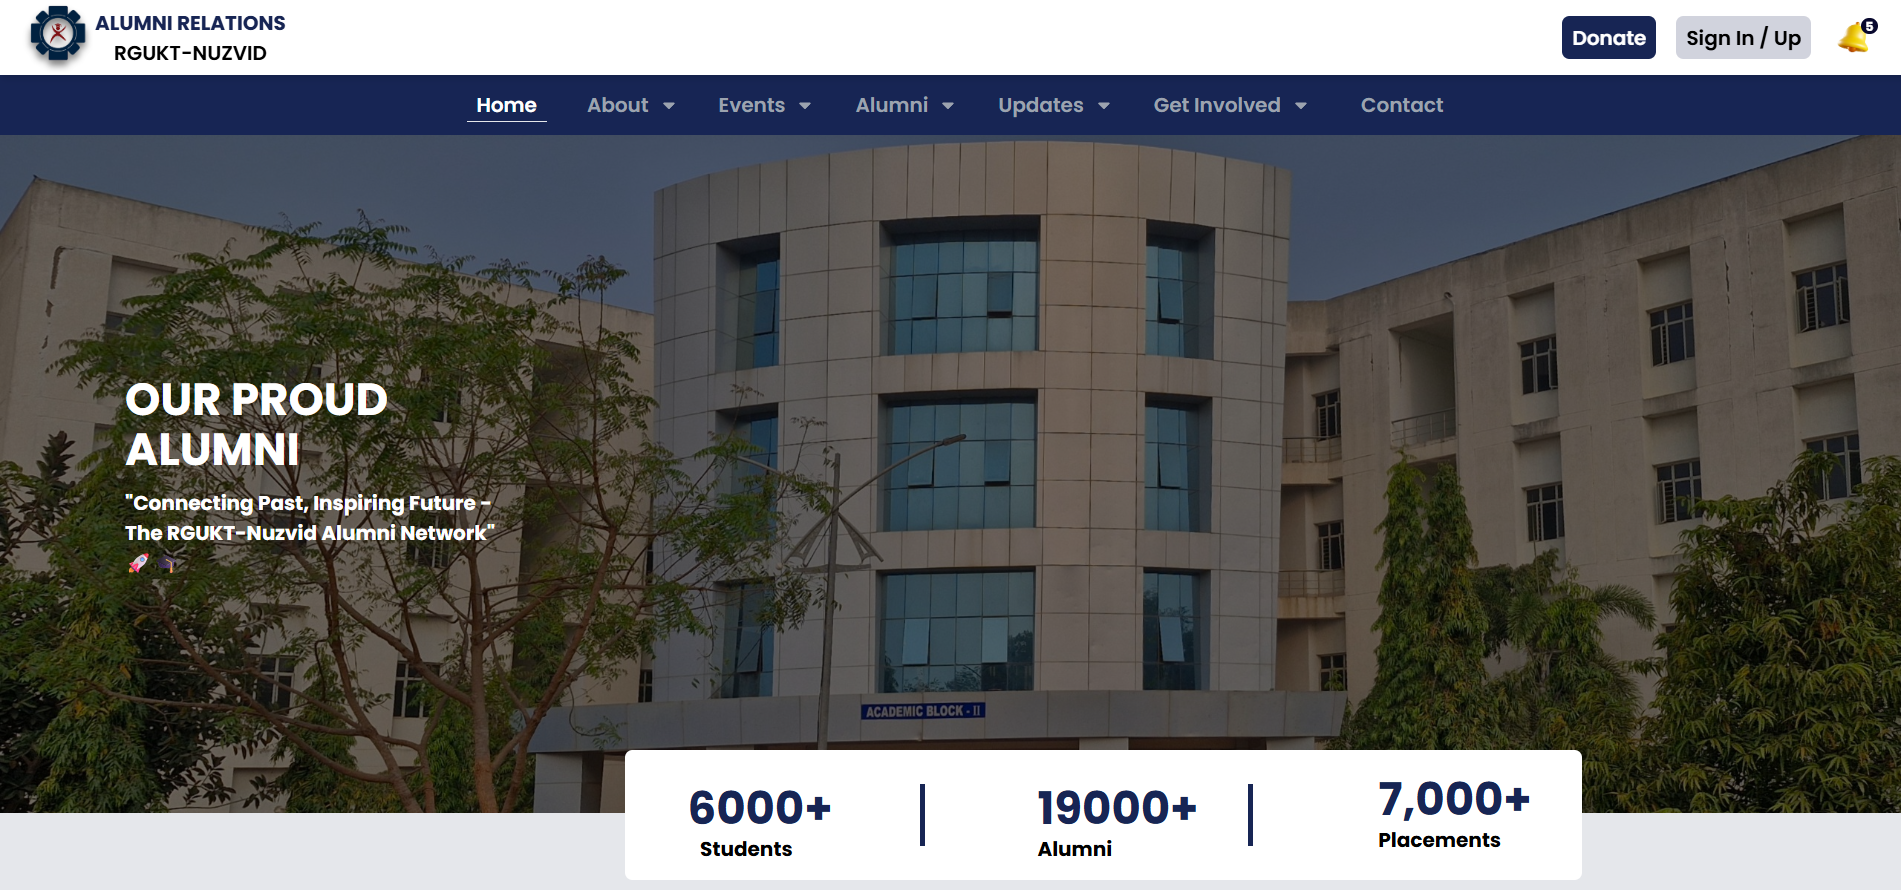 ALUMNI RELATIONS
RGUKT-NUZVID
Donate
Sign In / Up
5
Home
About
Events
Alumni
Updates
Get Involved
Contact
OUR PROUD
ALUMNI
"Connecting Past, Inspiring Future -
The RGUKT-Nuzvid Alumni Network"
🚀 🎓
ACADEMIC BLOCK - II
6000+
Students
19000+
Alumni
7,000+
Placements